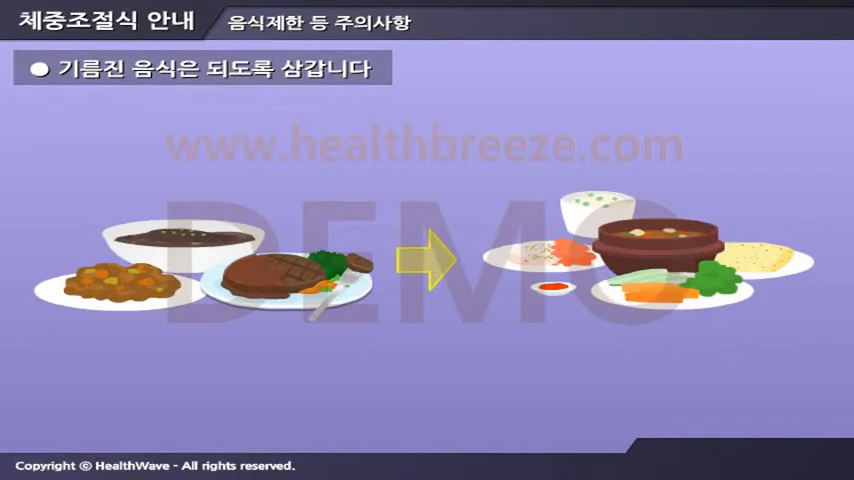 체중조절식 안내 음식제한 등 주의사항
● 기름진 음식은 되도록 삼갑니다
www.healthbreeze.com
DEMO
Copyright ⓒ HealthWave - All rights reserved.